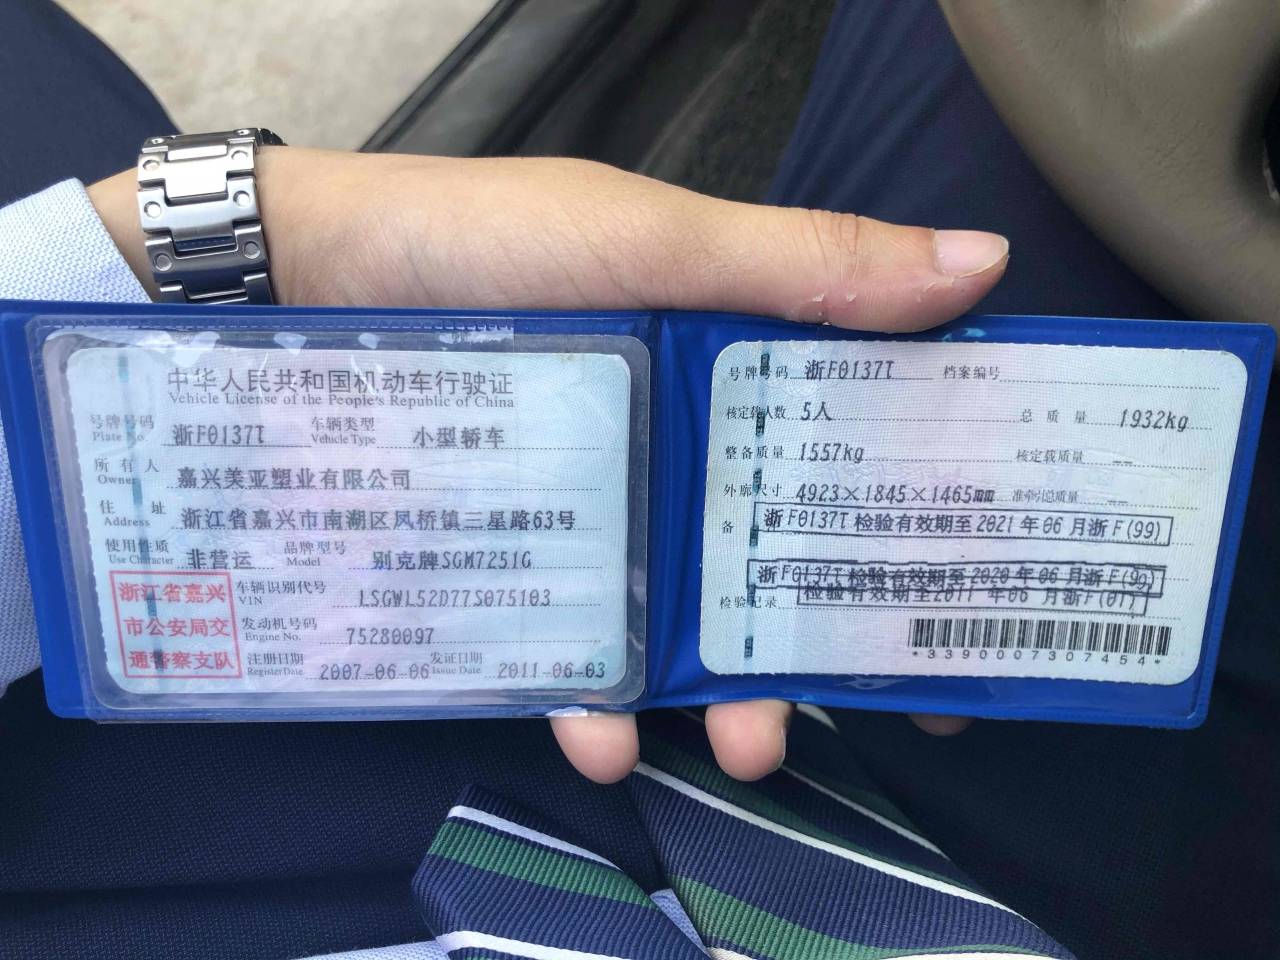 中华人民共和国机动车行驶证
Vehicle License of the People's Republic of China
号牌号码 浙F0137T 车辆类型 小型轿车
Plate No. Vehicle Type
所有人 嘉兴美亚塑业有限公司
Owner
住址 浙江省嘉兴市南湖区凤桥镇三星路63号
Address
使用性质 非营运 品牌型号 别克牌SGM7251G
Use Character Model
浙江省嘉兴
市公安局交
通警察支队
车辆识别代号 LSGWL52D77S075103
VIN
发动机号码 75280097
Engine No.
注册日期 2007-06-06 发证日期 2011-06-03
Register Date Issue Date
号牌号码 浙F0137T 档案编号
核定载人数 5人 总质量 1932kg
整备质量 1557kg 核定载质量 --
外廓尺寸 4923×1845×1465mm 准牵引总质量 --
备 浙F0137T检验有效期至2021年06月浙F(99)
浙F0137T检验有效期至2020年06月浙F(99)
检验记录 检验有效期至2011年06月浙F(07)
*3390007307454*